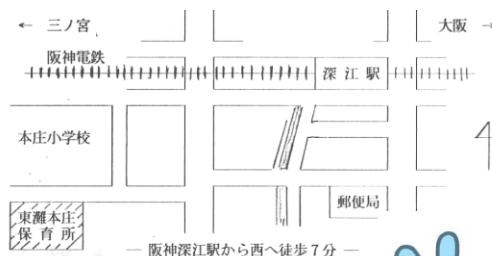 ← 三ノ宮
大阪 →
阪神電鉄
深江駅
本庄小学校
郵便局
東灘本庄
保育所
― 阪神深江駅から西へ徒歩7分 ―